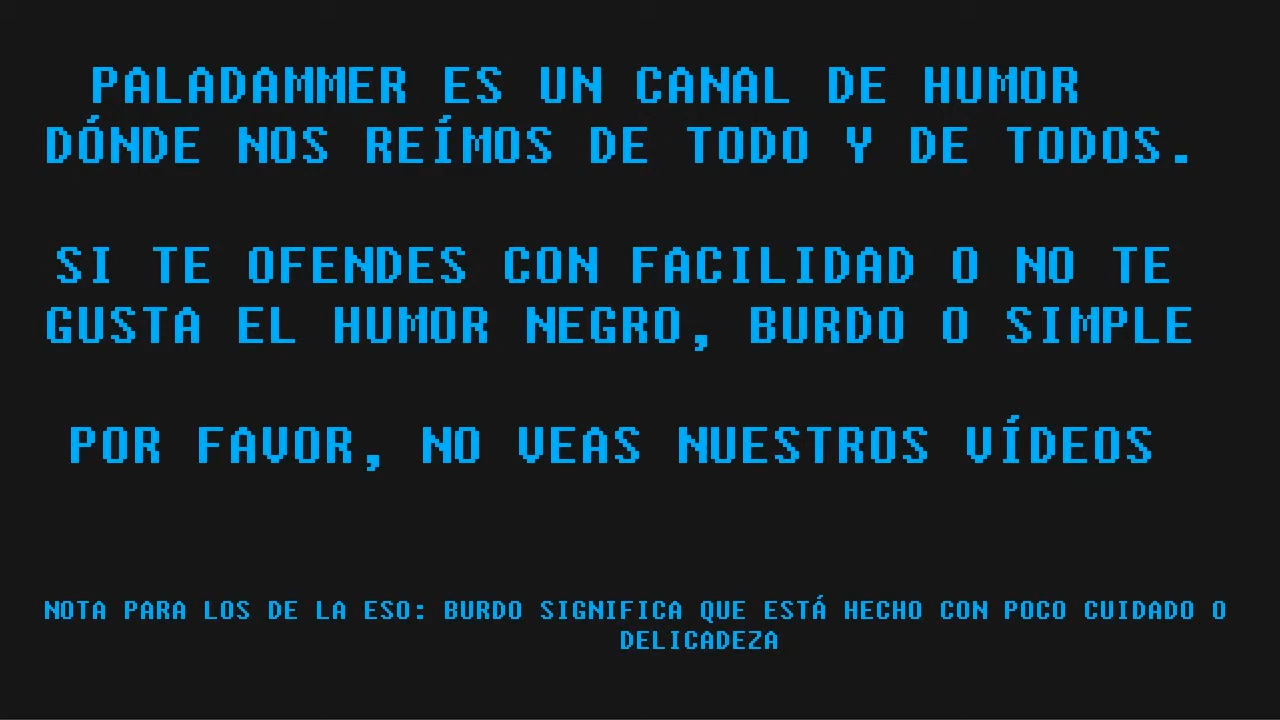 PALADAMMER ES UN CANAL DE HUMOR
DÓNDE NOS REÍMOS DE TODO Y DE TODOS.
SI TE OFENDES CON FACILIDAD O NO TE
GUSTA EL HUMOR NEGRO, BURDO O SIMPLE
POR FAVOR, NO VEAS NUESTROS VÍDEOS
NOTA PARA LOS DE LA ESO: BURDO SIGNIFICA QUE ESTÁ HECHO CON POCO CUIDADO O
DELICADEZA